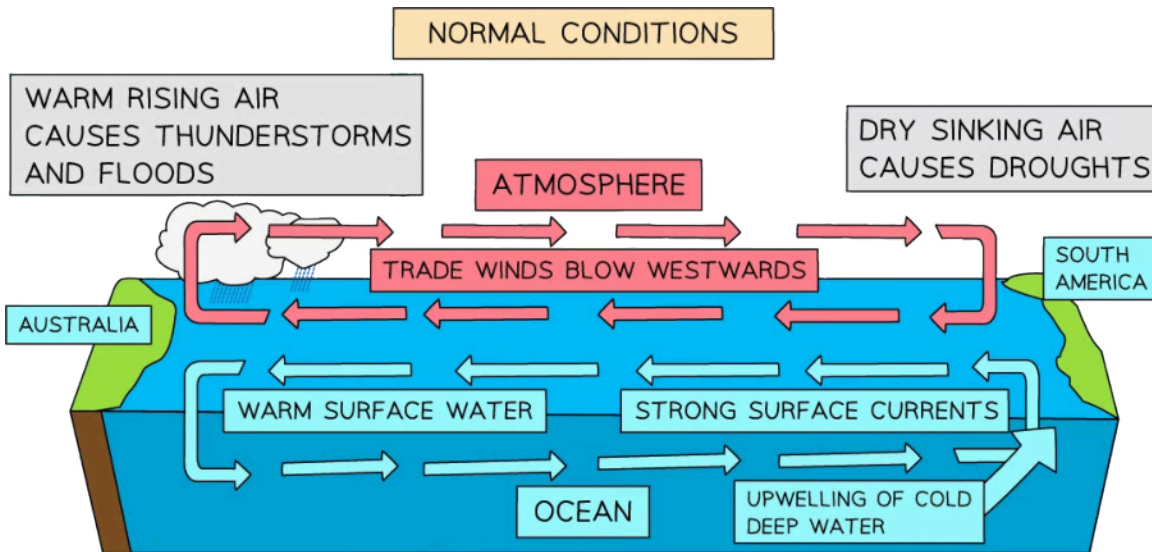 NORMAL CONDITIONS
WARM RISING AIR
CAUSES THUNDERSTORMS
AND FLOODS
DRY SINKING AIR
CAUSES DROUGHTS
ATMOSPHERE
TRADE WINDS BLOW WESTWARDS
SOUTH
AMERICA
AUSTRALIA
WARM SURFACE WATER
STRONG SURFACE CURRENTS
OCEAN
UPWELLING OF COLD
DEEP WATER